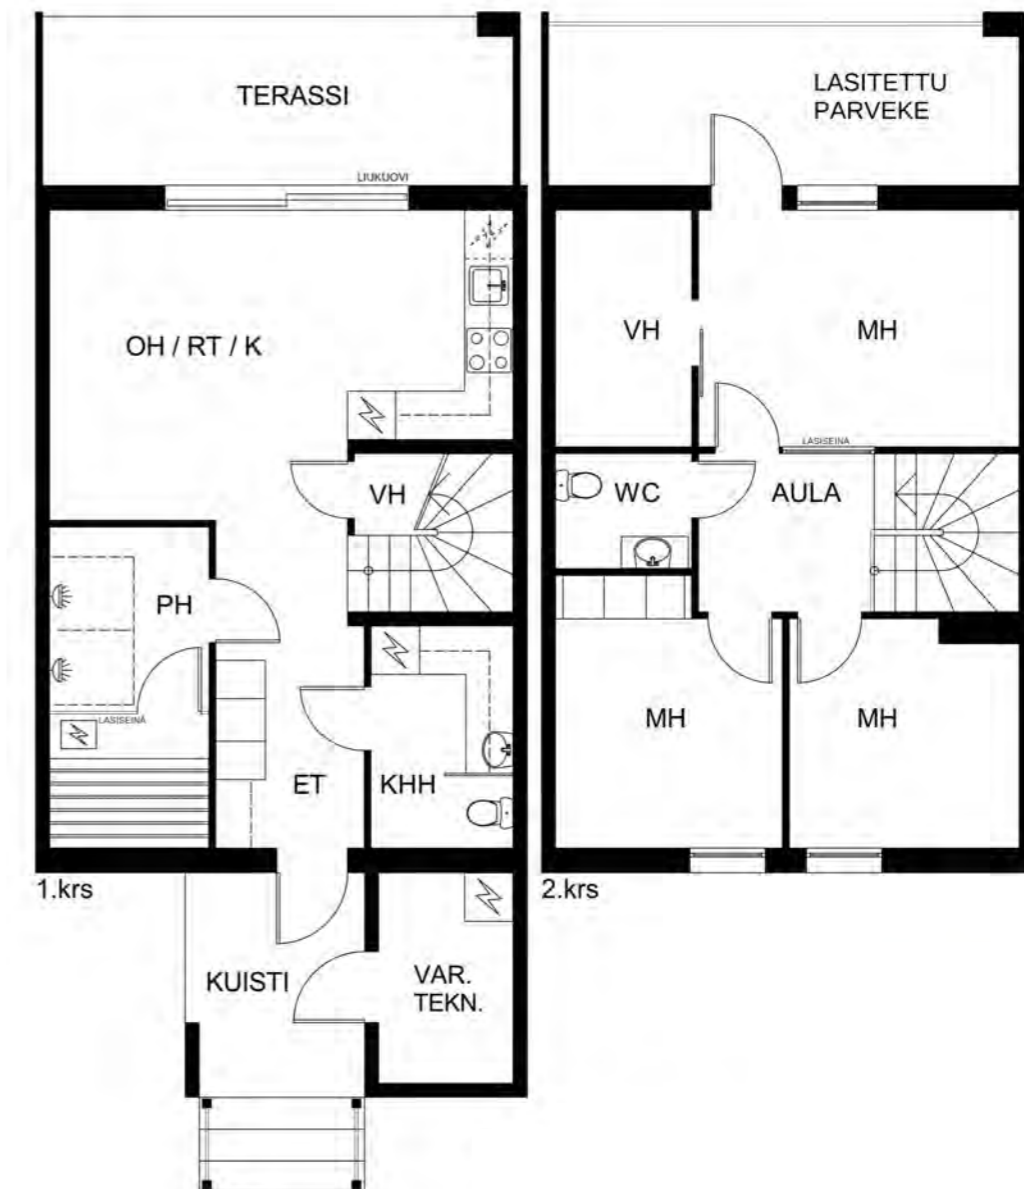 TERASSI
LIUKUOVI
OH / RT / K
VH
PH
LASISEINÄ
ET
KHH
1.krs
KUISTI
VAR.
TEKN.
LASITETTU
PARVEKE
VH
MH
LASISEINÄ
WC
AULA
MH
MH
2.krs